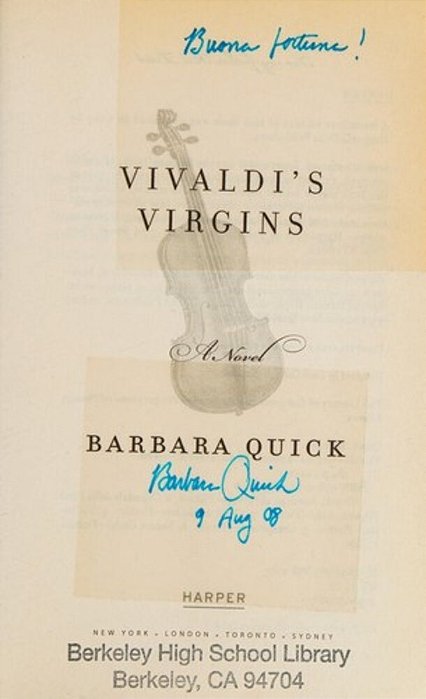 Buona fortuna!
VIVALDI'S
VIRGINS
A Novel
BARBARA QUICK
Barbara Quick
9 Aug 08
HARPER
NEW YORK • LONDON • TORONTO • SYDNEY
Berkeley High School Library
Berkeley, CA 94704